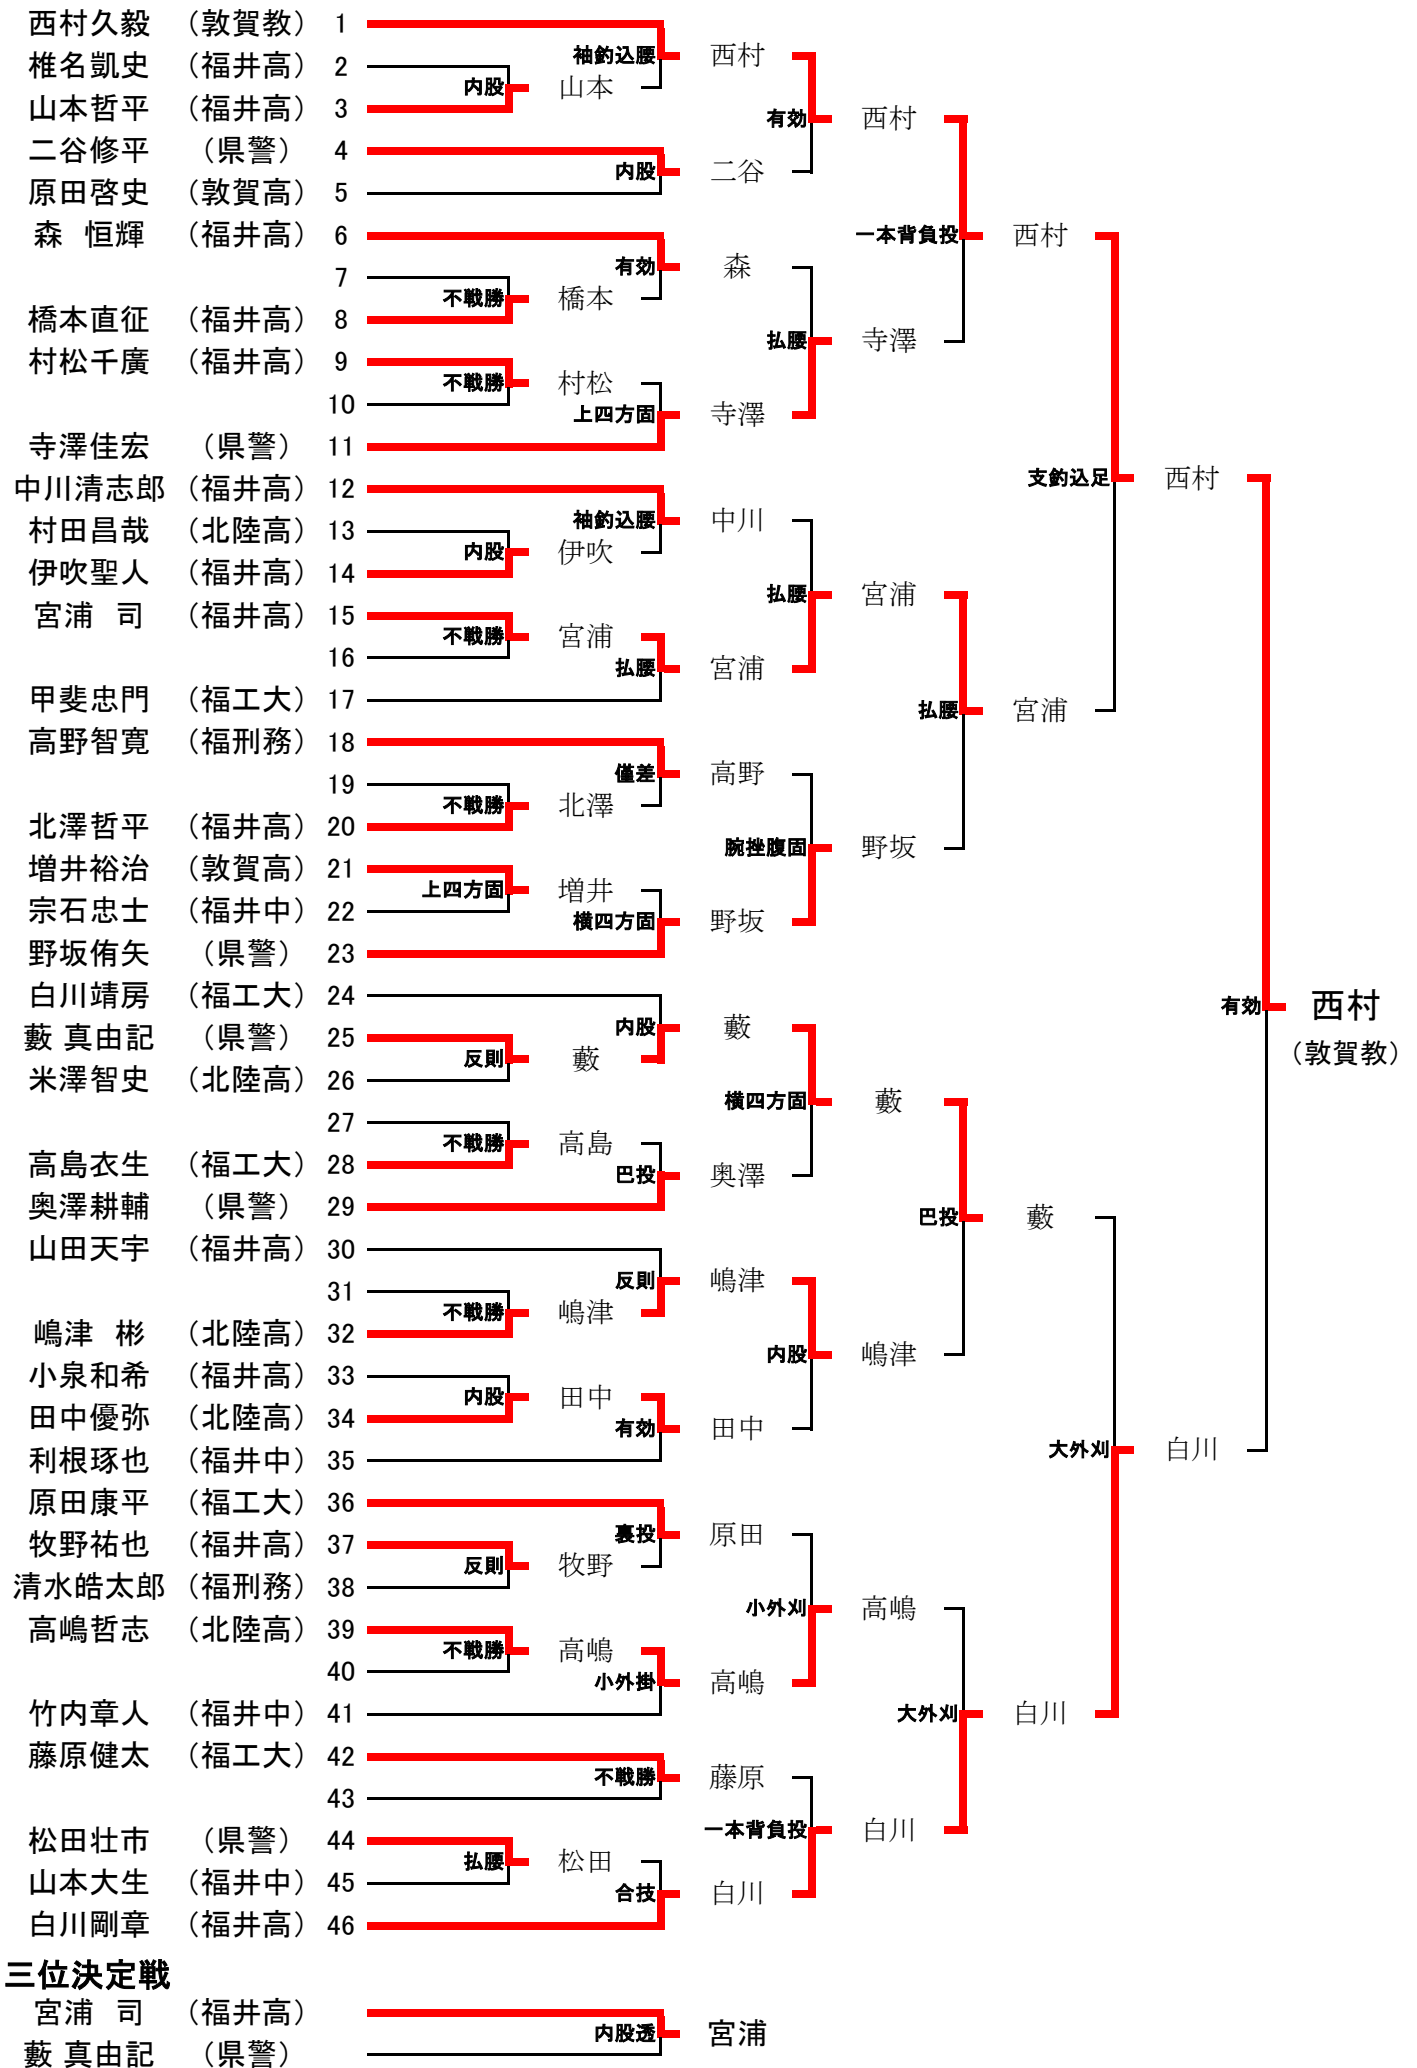 西村久毅 （敦賀教） 1
袖釣込腰 西村
椎名凱史 （福井高） 2
内股 山本
山本哲平 （福井高） 3
有効 西村
二谷修平 （県警） 4
内股 二谷
原田啓史 （敦賀高） 5
森 恒輝 （福井高） 6
一本背負投 西村
有効 森
7
不戦勝 橋本
橋本直征 （福井高） 8
払腰 寺澤
村松千廣 （福井高） 9
不戦勝 村松
10
上四方固 寺澤
寺澤佳宏 （県警） 11
支釣込足 西村
中川清志郎 （福井高） 12
袖釣込腰 中川
村田昌哉 （北陸高） 13
内股 伊吹
伊吹聖人 （福井高） 14
払腰 宮浦
宮浦 司 （福井高） 15
不戦勝 宮浦
16
払腰 宮浦
甲斐忠門 （福工大） 17
払腰 宮浦
高野智寛 （福刑務） 18
僅差 高野
19
不戦勝 北澤
北澤哲平 （福井高） 20
腕挫腹固 野坂
増井裕治 （敦賀高） 21
上四方固 増井
宗石忠士 （福井中） 22
横四方固 野坂
野坂侑矢 （県警） 23
白川靖房 （福工大） 24
有効 西村
（敦賀教）
内股 藪
藪 真由記 （県警） 25
反則 藪
米澤智史 （北陸高） 26
横四方固 藪
27
不戦勝 高島
高島衣生 （福工大） 28
巴投 奥澤
奥澤耕輔 （県警） 29
巴投 藪
山田天宇 （福井高） 30
反則 嶋津
31
不戦勝 嶋津
嶋津 彬 （北陸高） 32
内股 嶋津
小泉和希 （福井高） 33
内股 田中
田中優弥 （北陸高） 34
有効 田中
利根琢也 （福井中） 35
大外刈 白川
原田康平 （福工大） 36
裏投 原田
牧野祐也 （福井高） 37
反則 牧野
清水皓太郎 （福刑務） 38
小外刈 高嶋
高嶋哲志 （北陸高） 39
不戦勝 高嶋
40
小外掛 高嶋
竹内章人 （福井中） 41
大外刈 白川
藤原健太 （福工大） 42
不戦勝 藤原
43
一本背負投 白川
松田壮市 （県警） 44
払腰 松田
山本大生 （福井中） 45
合技 白川
白川剛章 （福井高） 46
三位決定戦
宮浦 司 （福井高）
内股透 宮浦
藪 真由記 （県警）